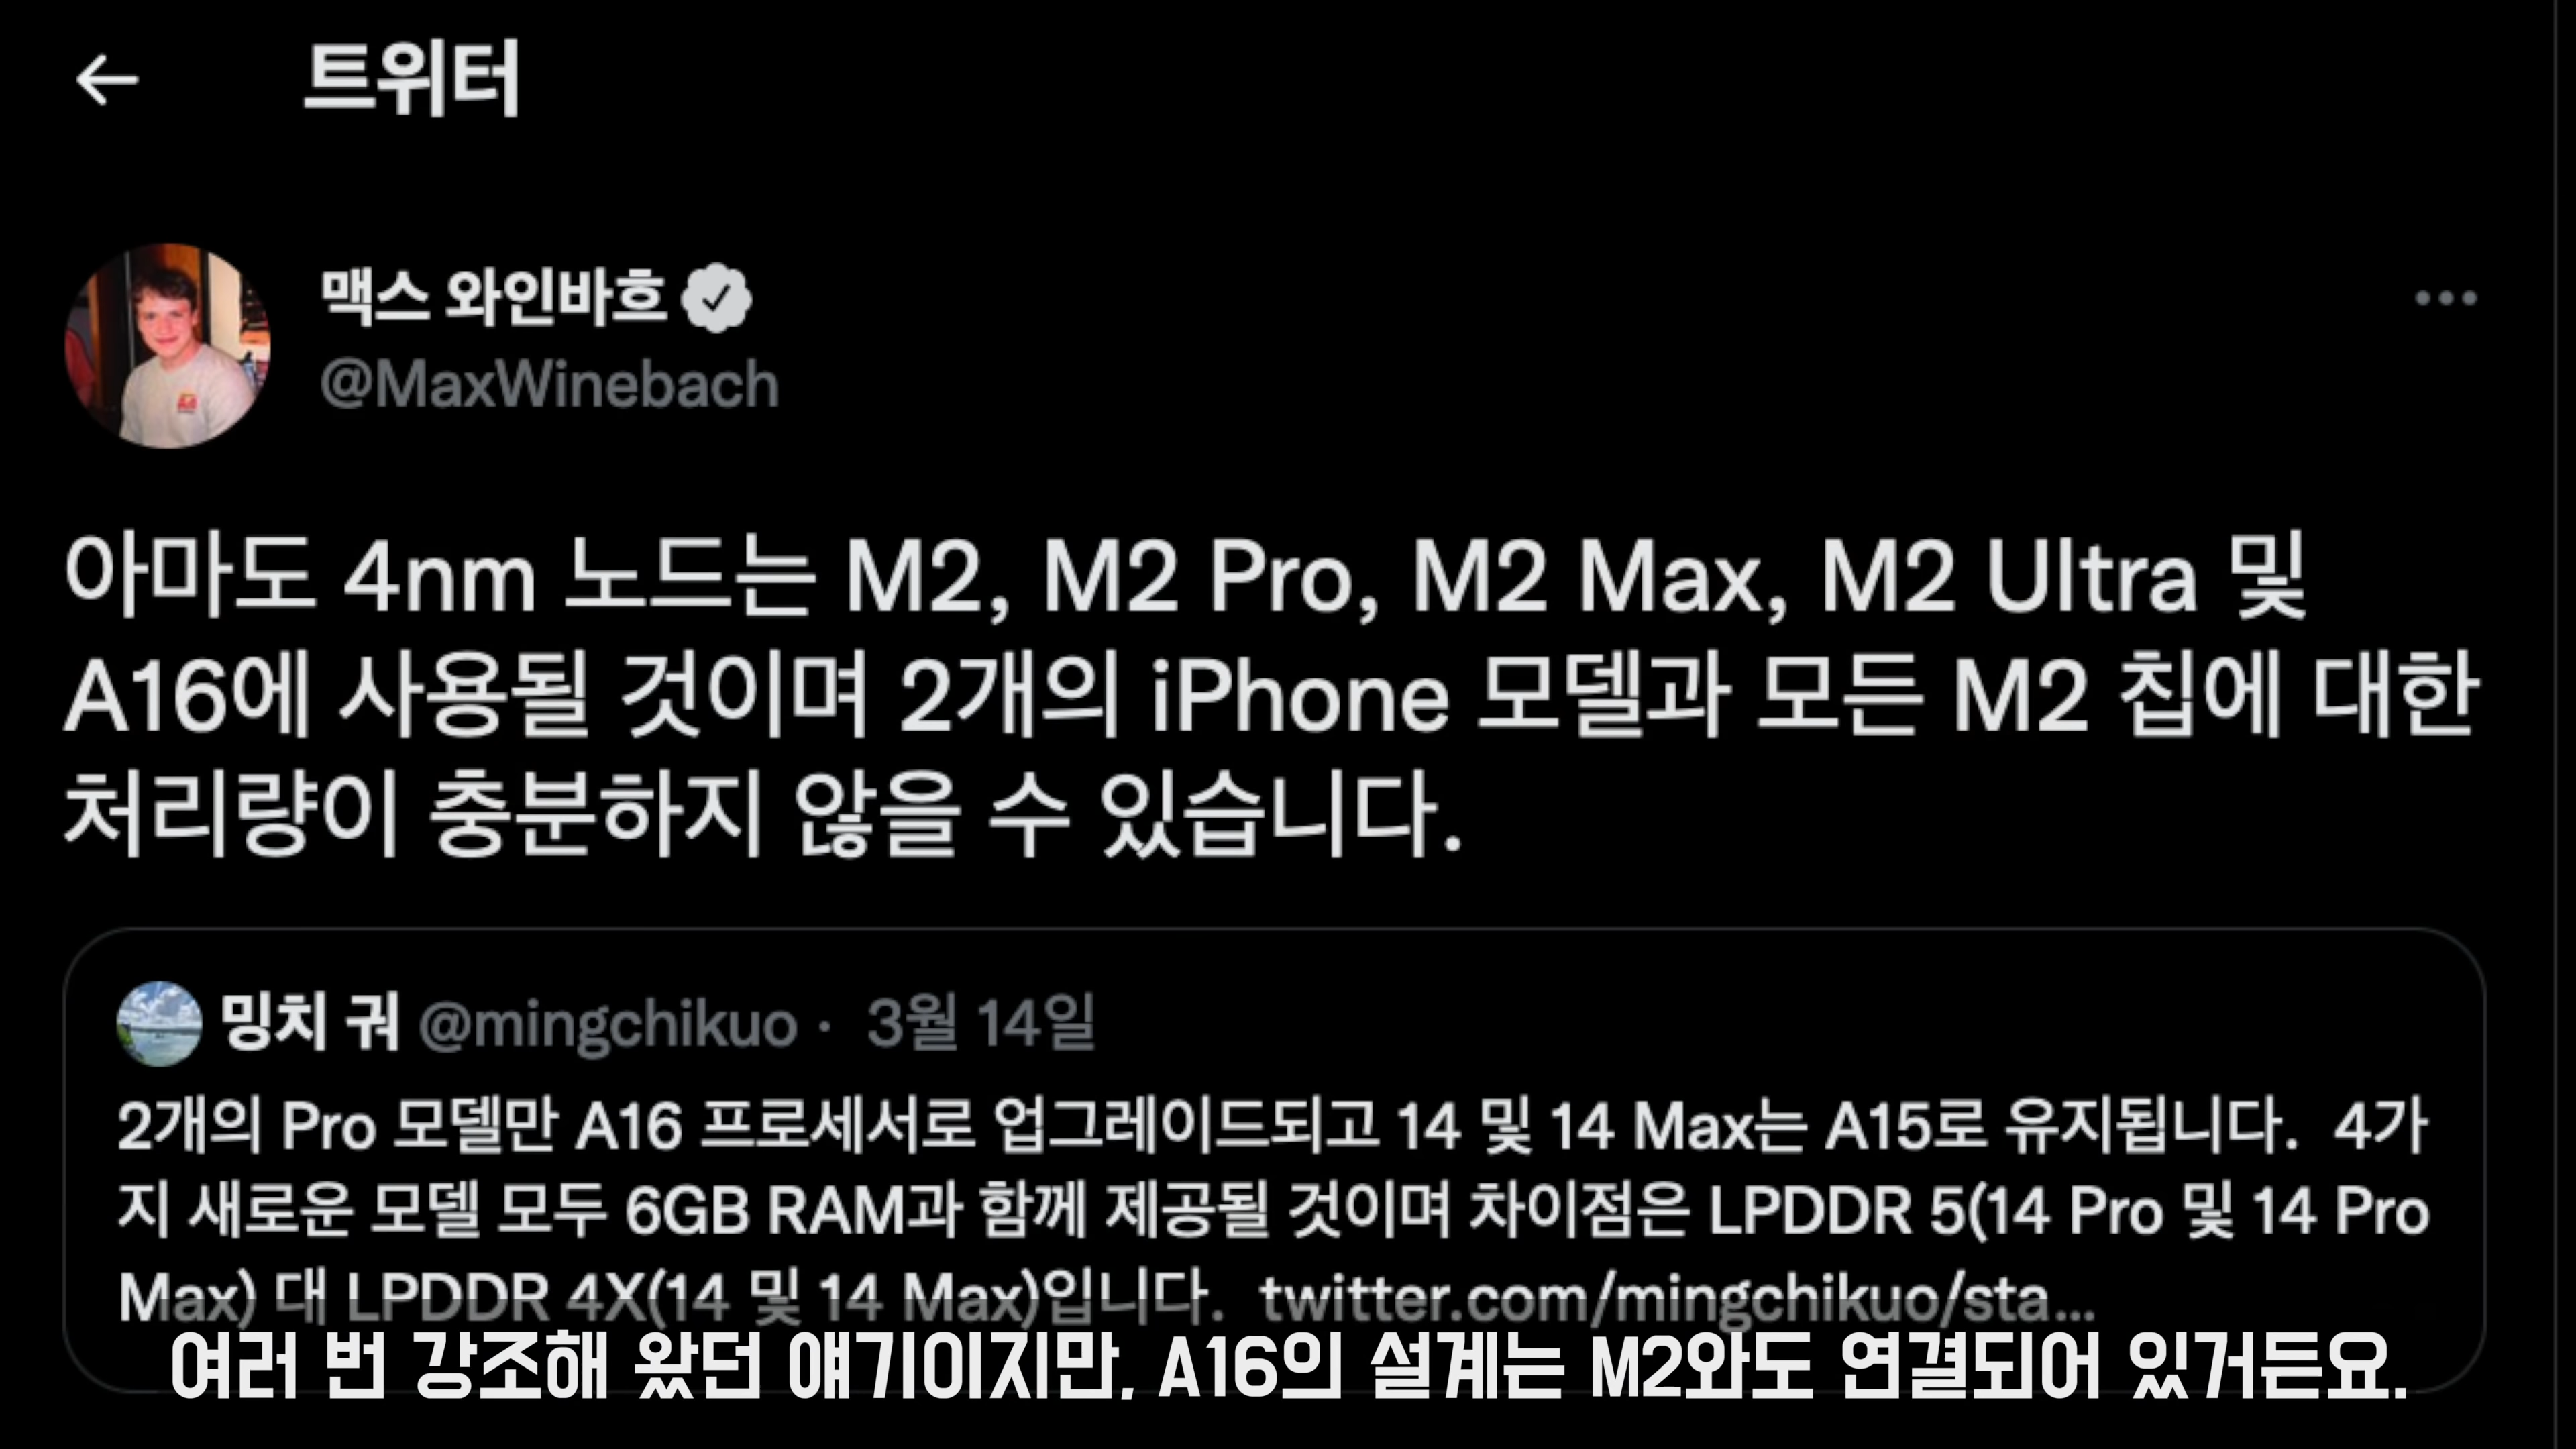 트위터
맥스 와인바흐
@MaxWinebach
아마도 4nm 노드는 M2, M2 Pro, M2 Max, M2 Ultra 및
A16에 사용될 것이며 2개의 iPhone 모델과 모든 M2 칩에 대한
처리량이 충분하지 않을 수 있습니다.
밍치 궈 @mingchikuo · 3월 14일
2개의 Pro 모델만 A16 프로세서로 업그레이드되고 14 및 14 Max는 A15로 유지됩니다. 4가
지 새로운 모델 모두 6GB RAM과 함께 제공될 것이며 차이점은 LPDDR 5(14 Pro 및 14 Pro
Max) 대 LPDDR 4X(14 및 14 Max)입니다. twitter.com/mingchikuo/sta...
여러 번 강조해 왔던 얘기이지만, A16의 설계는 M2와도 연결되어 있거든요.